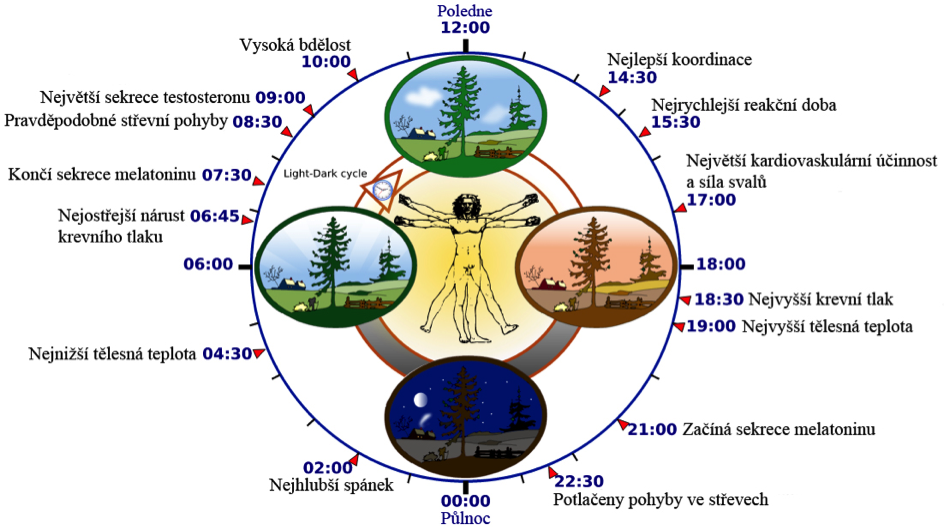 Poledne
12:00
Vysoká bdělost
10:00
Největší sekrece testosteronu 09:00
Pravděpodobné střevní pohyby 08:30
Končí sekrece melatoninu 07:30
Nejostřejší nárust 06:45
krevního tlaku
06:00
Nejnižší tělesná teplota 04:30
02:00
Nejhlubší spánek
00:00
Půlnoc
Light-Dark cycle
Nejlepší koordinace
14:30
Nejrychlejší reakční doba
15:30
Největší kardiovaskulární účinnost
a síla svalů
17:00
18:00
18:30 Nejvyšší krevní tlak
19:00 Nejvyšší tělesná teplota
21:00 Začíná sekrece melatoninu
22:30
Potlačeny pohyby ve střevech